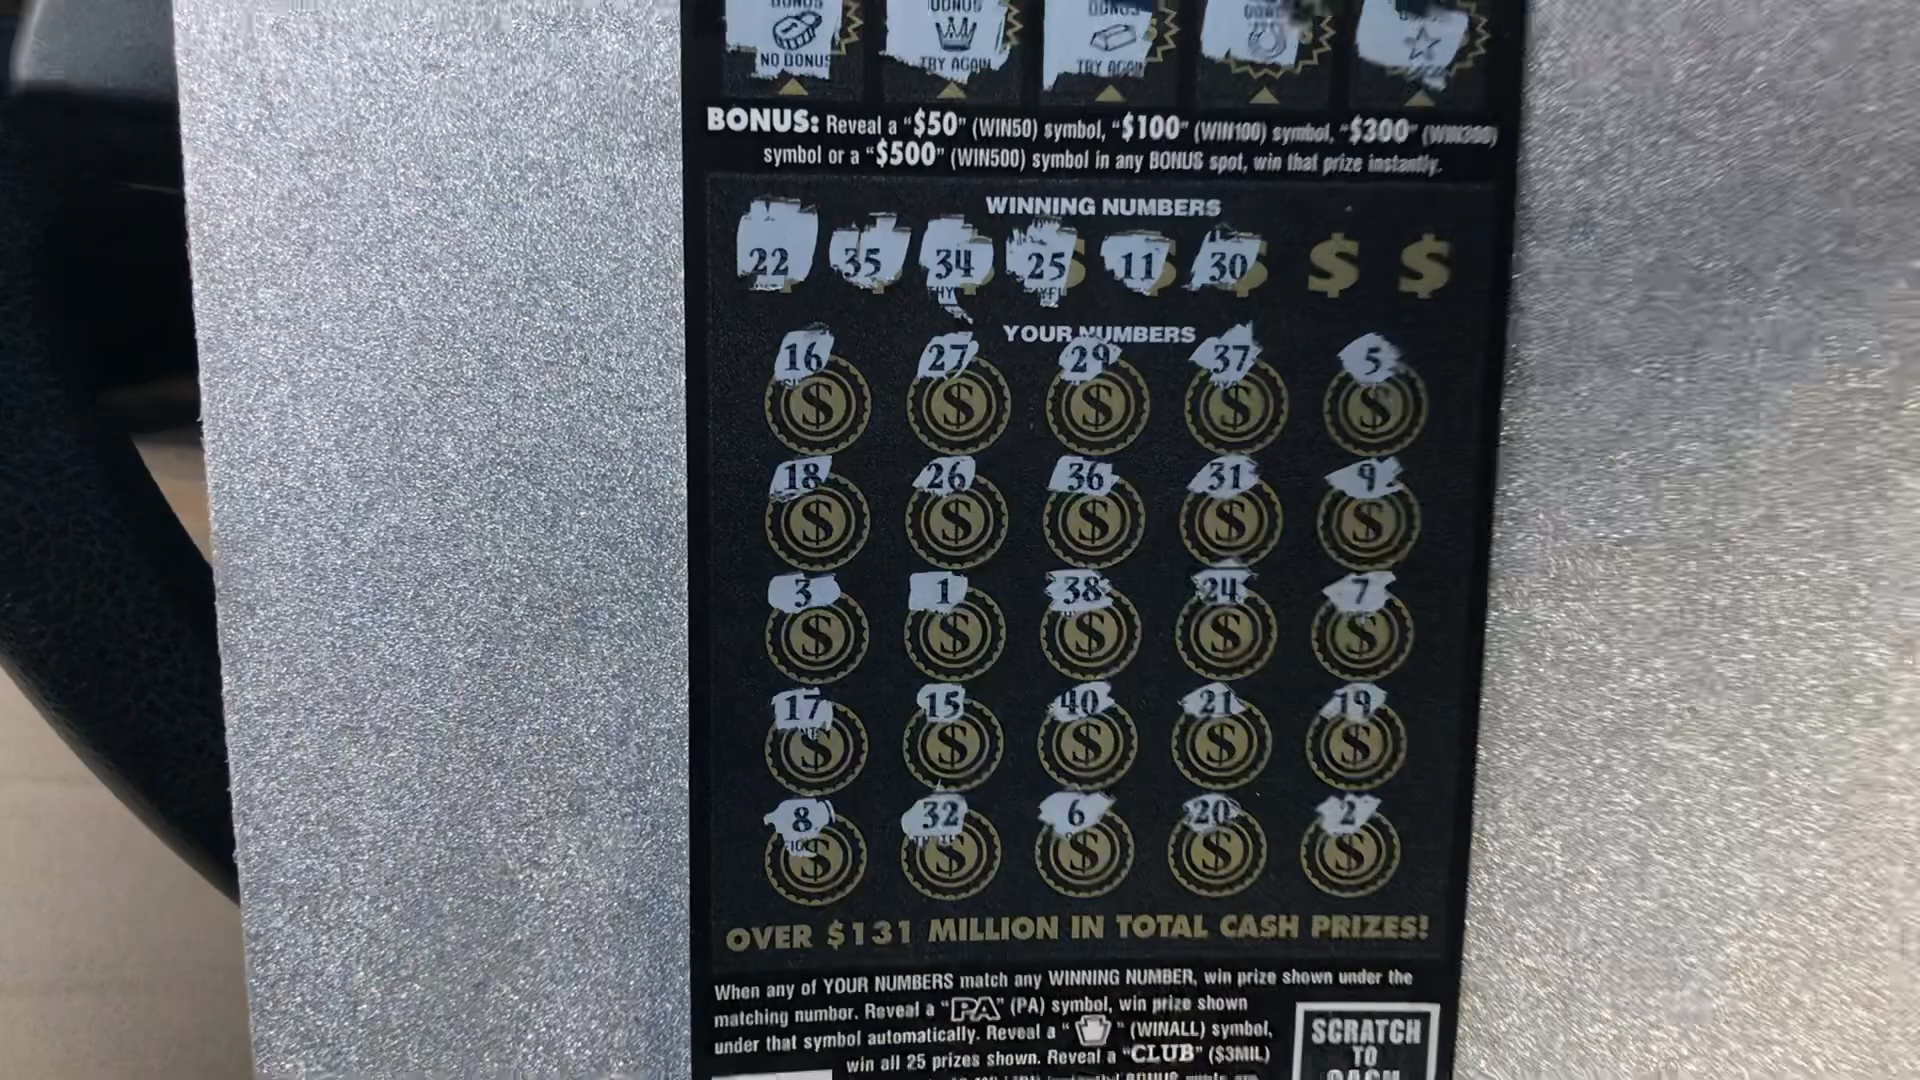 NO BONUS TRY AGAIN TRY AGAIN
BONUS: Reveal a "$50" (WIN50) symbol, "$100" (WIN100) symbol, "$300" (WIN300)
symbol or a "$500" (WIN500) symbol in any BONUS spot, win that prize instantly.
WINNING NUMBERS
22 35 34 25 11 30 $ $
YOUR NUMBERS
16 27 29 37 5
$ $ $ $ $
18 26 36 31 9
$ $ $ $ $
3 1 38 24 7
$ $ $ $ $
17 15 40 21 19
$ $ $ $ $
8 32 6 20 2
$ $ $ $ $
OVER $131 MILLION IN TOTAL CASH PRIZES!
When any of YOUR NUMBERS match any WINNING NUMBER, win prize shown under the
matching number. Reveal a "PA" (PA) symbol, win prize shown
under that symbol automatically. Reveal a " " (WINALL) symbol,
win all 25 prizes shown. Reveal a "CLUB" ($3MIL)
SCRATCH
TO
CASH